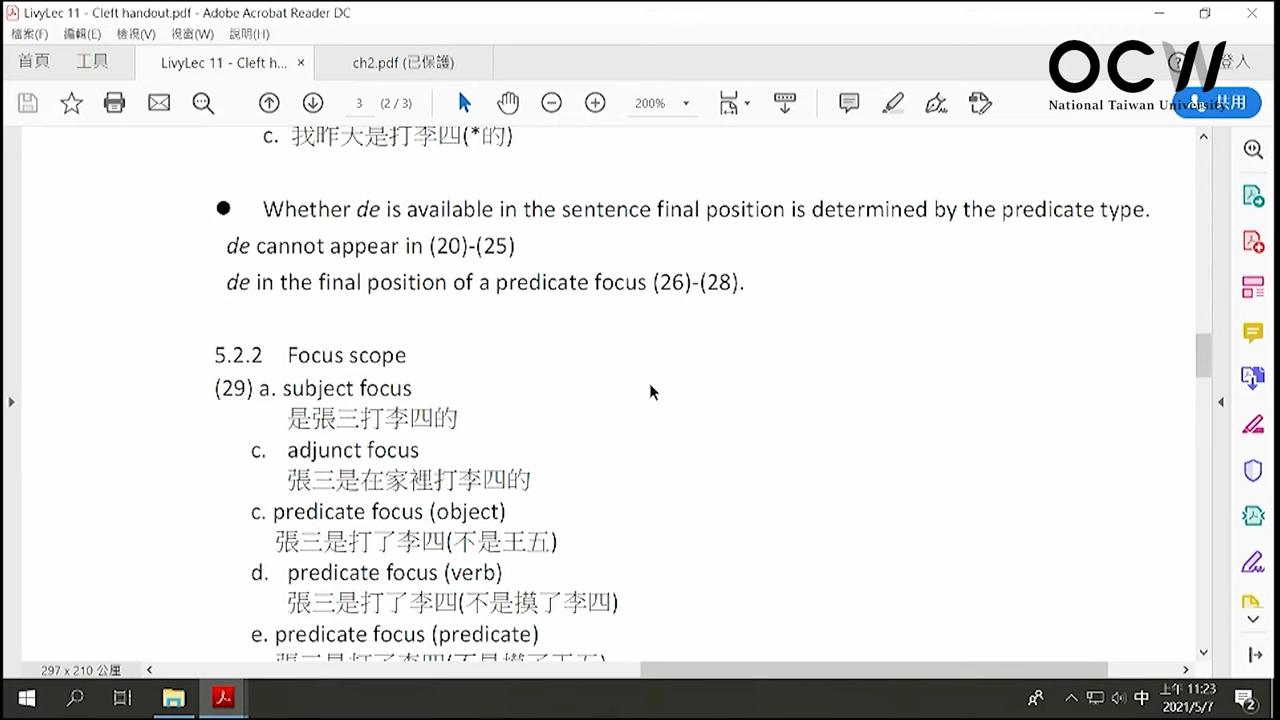 LivyLec 11 - Cleft handout.pdf - Adobe Acrobat Reader DC
檔案(F) 編輯(E) 檢視(V) 視窗(W) 說明(H)
首頁 工具 LivyLec 11 - Cleft h... × ch2.pdf (已保護) 登入
OCW
National Taiwan University
3 (2 / 3) 200% 共用
c. 我昨天是打李四(*的)
● Whether de is available in the sentence final position is determined by the predicate type.
de cannot appear in (20)-(25)
de in the final position of a predicate focus (26)-(28).
5.2.2 Focus scope
(29) a. subject focus
是張三打李四的
c. adjunct focus
張三是在家裡打李四的
c. predicate focus (object)
張三是打了李四(不是王五)
d. predicate focus (verb)
張三是打了李四(不是摸了李四)
e. predicate focus (predicate)
297 x 210 公厘
中 上午 11:23
2021/5/7
2